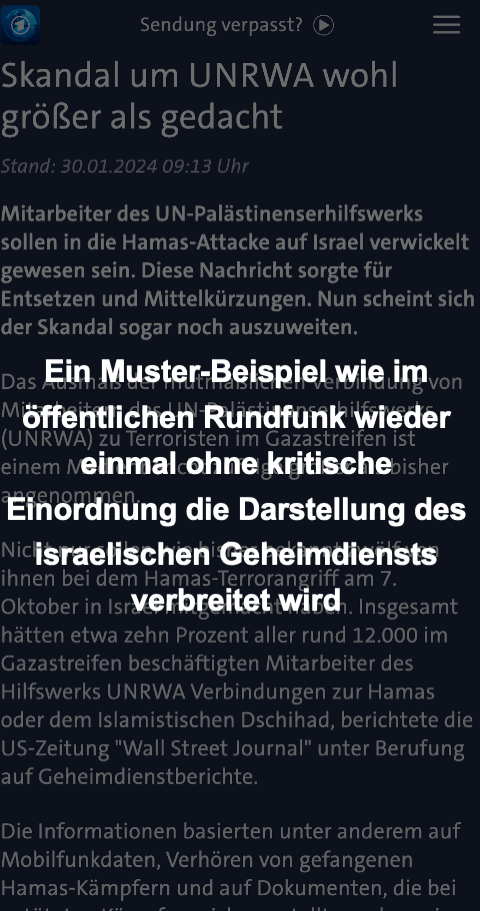 Sendung verpasst?
Skandal um UNRWA wohl
größer als gedacht
Stand: 30.01.2024 09:13 Uhr
Mitarbeiter des UN-Palästinenserhilfswerks
sollen in die Hamas-Attacke auf Israel verwickelt
gewesen sein. Diese Nachricht sorgte für
Entsetzen und Mittelkürzungen. Nun scheint sich
der Skandal sogar noch auszuweiten.
Ein Muster-Beispiel wie im
öffentlichen Rundfunk wieder
einmal ohne kritische
Einordnung die Darstellung des
israelischen Geheimdiensts
verbreitet wird
Das Ausmaß der mutmaßlichen Verbindung von
Mitarbeitern des UN-Palästinenserhilfswerks
(UNRWA) zu Terroristen im Gazastreifen ist
einem bisher
angenommen.
ihnen bei dem Hamas-Terrorangriff am 7.
Oktober in Israel mitgemacht haben. Insgesamt
hätten etwa zehn Prozent aller rund 12.000 im
Gazastreifen beschäftigten Mitarbeiter des
Hilfswerks UNRWA Verbindungen zur Hamas
oder dem Islamistischen Dschihad, berichtete die
US-Zeitung "Wall Street Journal" unter Berufung
auf Geheimdienstberichte.
Die Informationen basierten unter anderem auf
Mobilfunkdaten, Verhören von gefangenen
Hamas-Kämpfern und auf Dokumenten, die bei